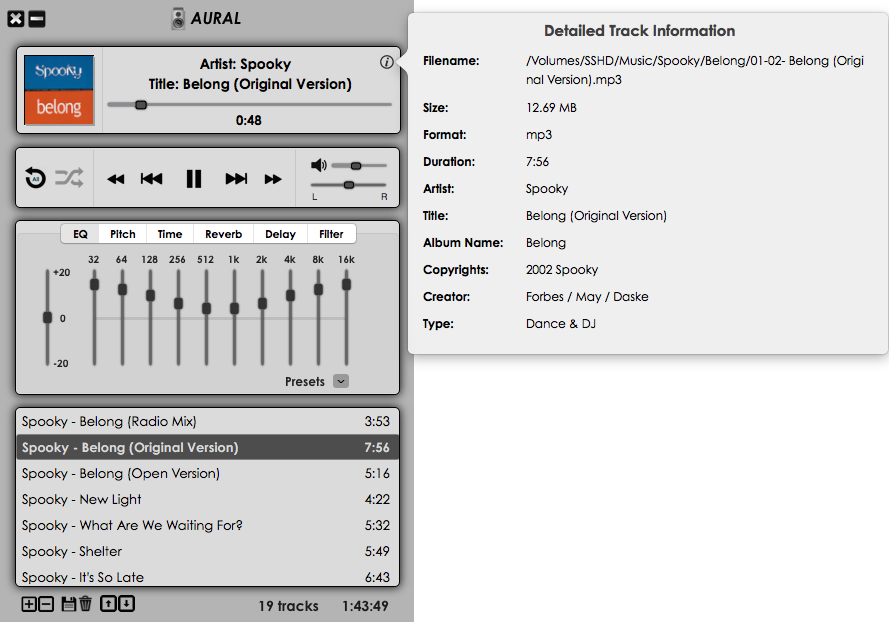 AURAL
Spooky
belong
Artist: Spooky
Title: Belong (Original Version)
0:48
All
L
R
EQ Pitch Time Reverb Delay Filter
32 64 128 256 512 1k 2k 4k 8k 16k
+20
0
-20
Presets
Spooky - Belong (Radio Mix) 3:53
Spooky - Belong (Original Version) 7:56
Spooky - Belong (Open Version) 5:16
Spooky - New Light 4:22
Spooky - What Are We Waiting For? 5:32
Spooky - Shelter 5:49
Spooky - It's So Late 6:43
19 tracks 1:43:49
Detailed Track Information
Filename: /Volumes/SSHD/Music/Spooky/Belong/01-02- Belong (Origi
nal Version).mp3
Size: 12.69 MB
Format: mp3
Duration: 7:56
Artist: Spooky
Title: Belong (Original Version)
Album Name: Belong
Copyrights: 2002 Spooky
Creator: Forbes / May / Daske
Type: Dance & DJ